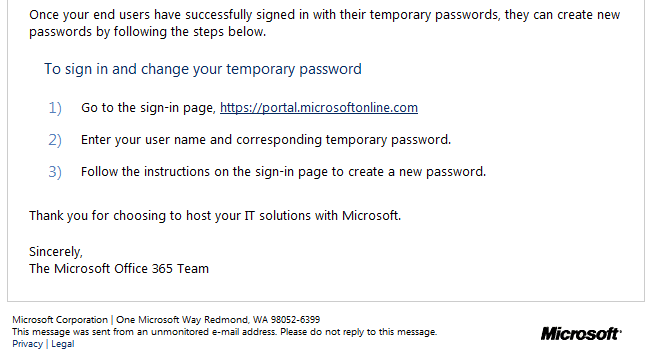 Once your end users have successfully signed in with their temporary passwords, they can create new
passwords by following the steps below.
To sign in and change your temporary password
1) Go to the sign-in page, https://portal.microsoftonline.com
2) Enter your user name and corresponding temporary password.
3) Follow the instructions on the sign-in page to create a new password.
Thank you for choosing to host your IT solutions with Microsoft.
Sincerely,
The Microsoft Office 365 Team
Microsoft Corporation | One Microsoft Way Redmond, WA 98052-6399
This message was sent from an unmonitored e-mail address. Please do not reply to this message.
Privacy | Legal
Microsoft